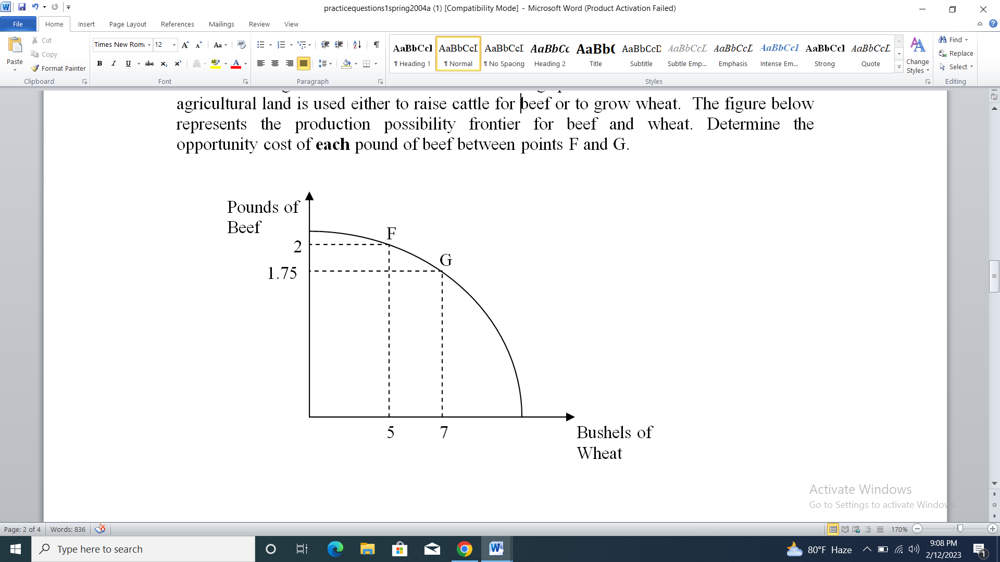 practicequestions1spring2004a (1) [Compatibility Mode] - Microsoft Word (Product Activation Failed)
File Home Insert Page Layout References Mailings Review View
Cut
Copy
Paste
Format Painter
Clipboard
Times New Rom 12
Font
Paragraph
AaBbCcI AaBbCcI AaBbCcI AaBbCc AaBb( AaBbCcD AaBbCcL AaBbCcL AaBbCcI AaBbCcI AaBbCcL
¶ Heading 1 ¶ Normal ¶ No Spacing Heading 2 Title Subtitle Subtle Emp... Emphasis Intense Em... Strong Quote
Styles
Change Styles
Find
Replace
Select
Editing
agricultural land is used either to raise cattle for beef or to grow wheat. The figure below
represents the production possibility frontier for beef and wheat. Determine the
opportunity cost of each pound of beef between points F and G.
Pounds of
Beef
F
2
G
1.75
5 7
Bushels of
Wheat
Activate Windows
Go to Settings to activate Windows.
Page: 2 of 4 Words: 836 170%
Type here to search
80°F Haze
9:08 PM
2/12/2023
1